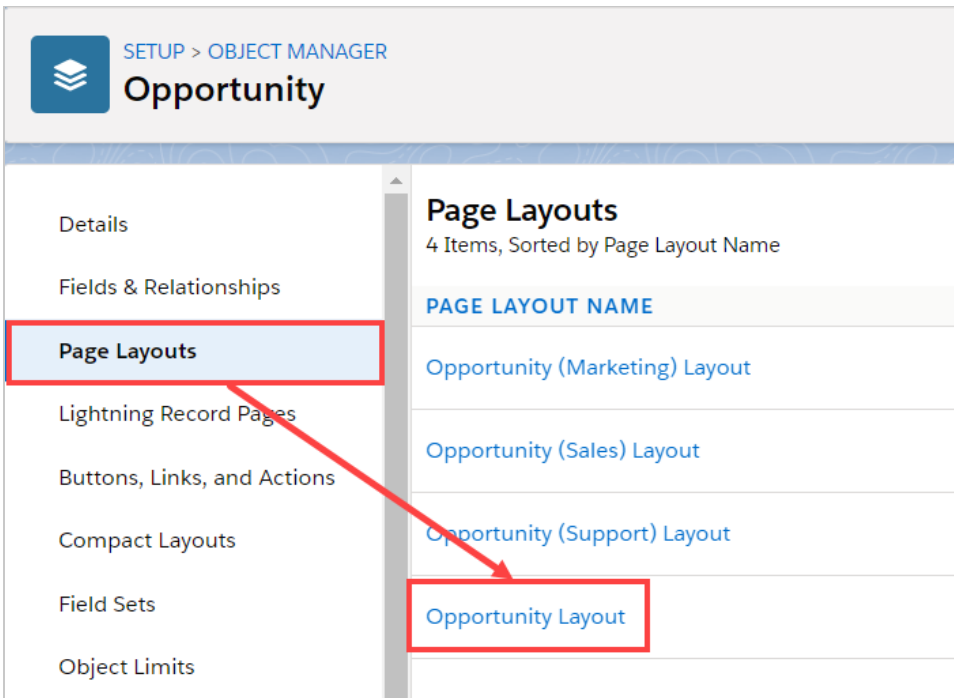 SETUP > OBJECT MANAGER
Opportunity
Details
Fields & Relationships
Page Layouts
Lightning Record Pages
Buttons, Links, and Actions
Compact Layouts
Field Sets
Object Limits
Page Layouts
4 Items, Sorted by Page Layout Name
PAGE LAYOUT NAME
Opportunity (Marketing) Layout
Opportunity (Sales) Layout
Opportunity (Support) Layout
Opportunity Layout